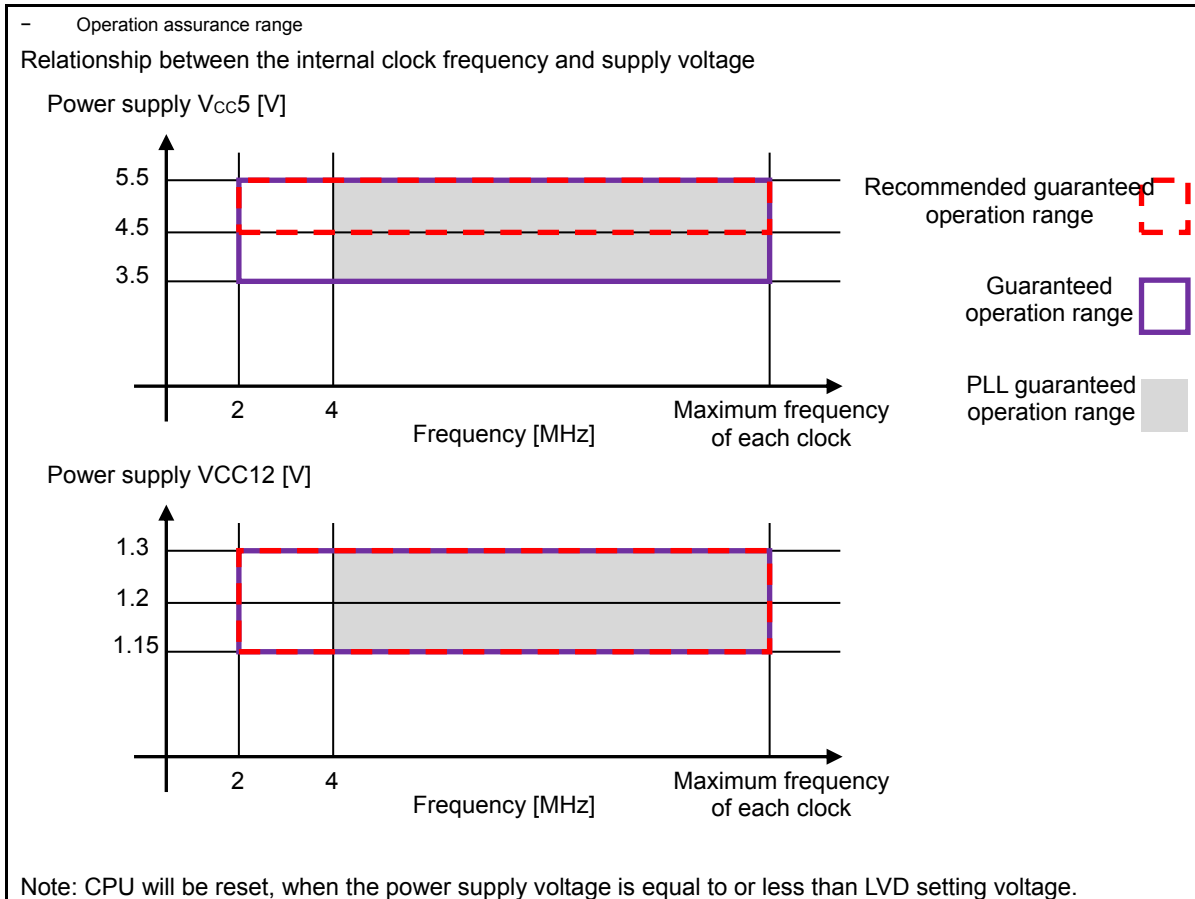 − Operation assurance range
Relationship between the internal clock frequency and supply voltage
Power supply VCC5 [V]
5.5
4.5
3.5
2
4
Frequency [MHz]
Maximum frequency
of each clock
Recommended guaranteed
operation range
Guaranteed
operation range
PLL guaranteed
operation range
Power supply VCC12 [V]
1.3
1.2
1.15
2
4
Frequency [MHz]
Maximum frequency
of each clock
Note: CPU will be reset, when the power supply voltage is equal to or less than LVD setting voltage.